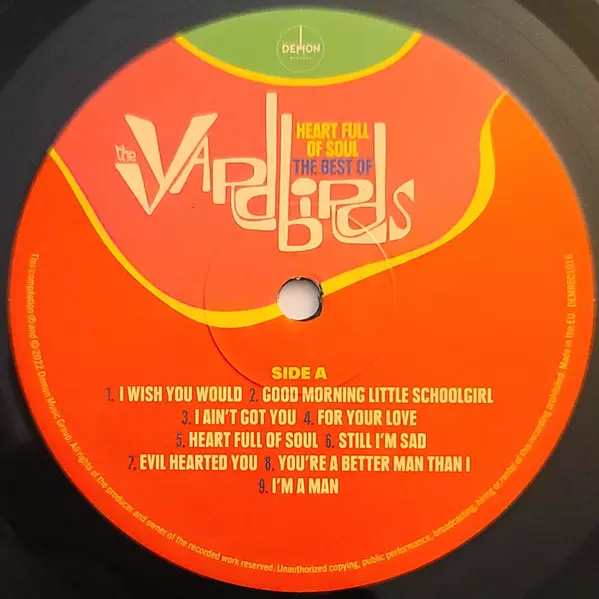 DEMON
RECORDS
HEART FULL
OF SOUL
THE BEST OF
the YARDbIRDS
SIDE A
1. I WISH YOU WOULD 2. GOOD MORNING LITTLE SCHOOLGIRL
3. I AIN'T GOT YOU 4. FOR YOUR LOVE
5. HEART FULL OF SOUL 6. STILL I'M SAD
7. EVIL HEARTED YOU 8. YOU'RE A BETTER MAN THAN I
9. I'M A MAN
This compilation ℗ and © 2022 Demon Music Group. All rights of the producer and owner of the recorded work reserved. Unauthorized copying, public performance, broadcasting, hiring or rental of this recording prohibited. Made in the EU. DEMREC1016